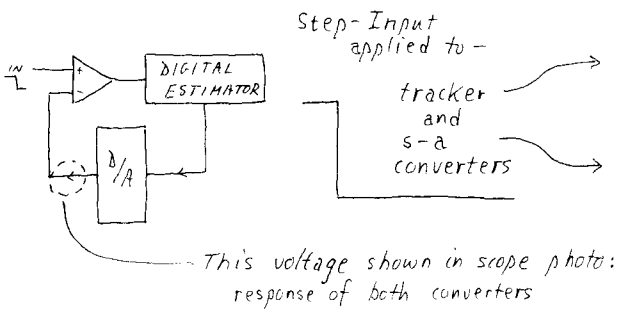 Step-Input
applied to -
IN
+
-
DIGITAL
ESTIMATOR
D/A
tracker
and
s-a
converters
This voltage shown in scope photo:
response of both converters